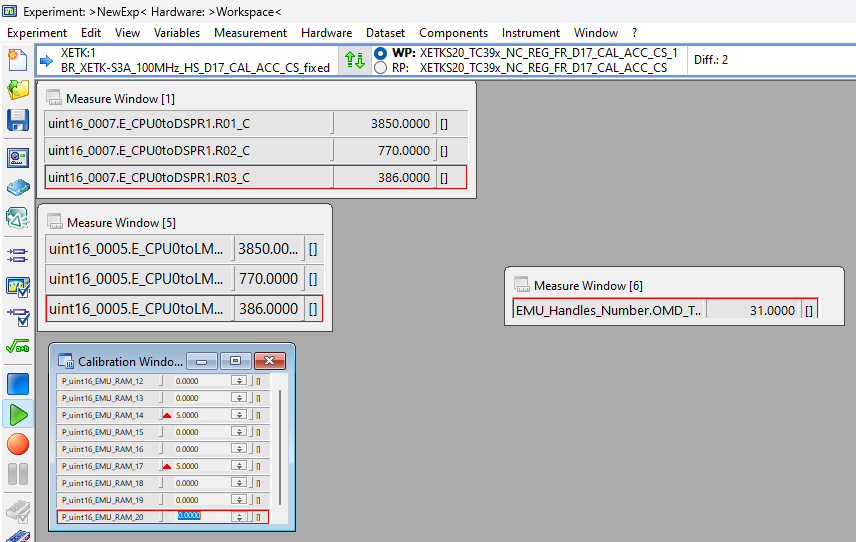 Experiment: >NewExp< Hardware: >Workspace<
Experiment Edit View Variables Measurement Hardware Dataset Components Instrument Window ?
XETK:1
BR_XETK-S3A_100MHz_HS_D17_CAL_ACC_CS_fixed
WP: XETKS20_TC39x_NC_REG_FR_D17_CAL_ACC_CS_1
RP: XETKS20_TC39x_NC_REG_FR_D17_CAL_ACC_CS
Diff.: 2
Measure Window [1]
uint16_0007.E_CPU0toDSPR1.R01_C 3850.0000 []
uint16_0007.E_CPU0toDSPR1.R02_C 770.0000 []
uint16_0007.E_CPU0toDSPR1.R03_C 386.0000 []
Measure Window [5]
uint16_0005.E_CPU0toLM... 3850.00... []
uint16_0005.E_CPU0toLM... 770.0000 []
uint16_0005.E_CPU0toLM... 386.0000 []
Measure Window [6]
EMU_Handles_Number.OMD_T.. 31.0000 []
Calibration Windo...
P_uint16_EMU_RAM_12 0.0000 []
P_uint16_EMU_RAM_13 0.0000 []
P_uint16_EMU_RAM_14 5.0000 []
P_uint16_EMU_RAM_15 0.0000 []
P_uint16_EMU_RAM_16 0.0000 []
P_uint16_EMU_RAM_17 5.0000 []
P_uint16_EMU_RAM_18 0.0000 []
P_uint16_EMU_RAM_19 0.0000 []
P_uint16_EMU_RAM_20 0.0000 []